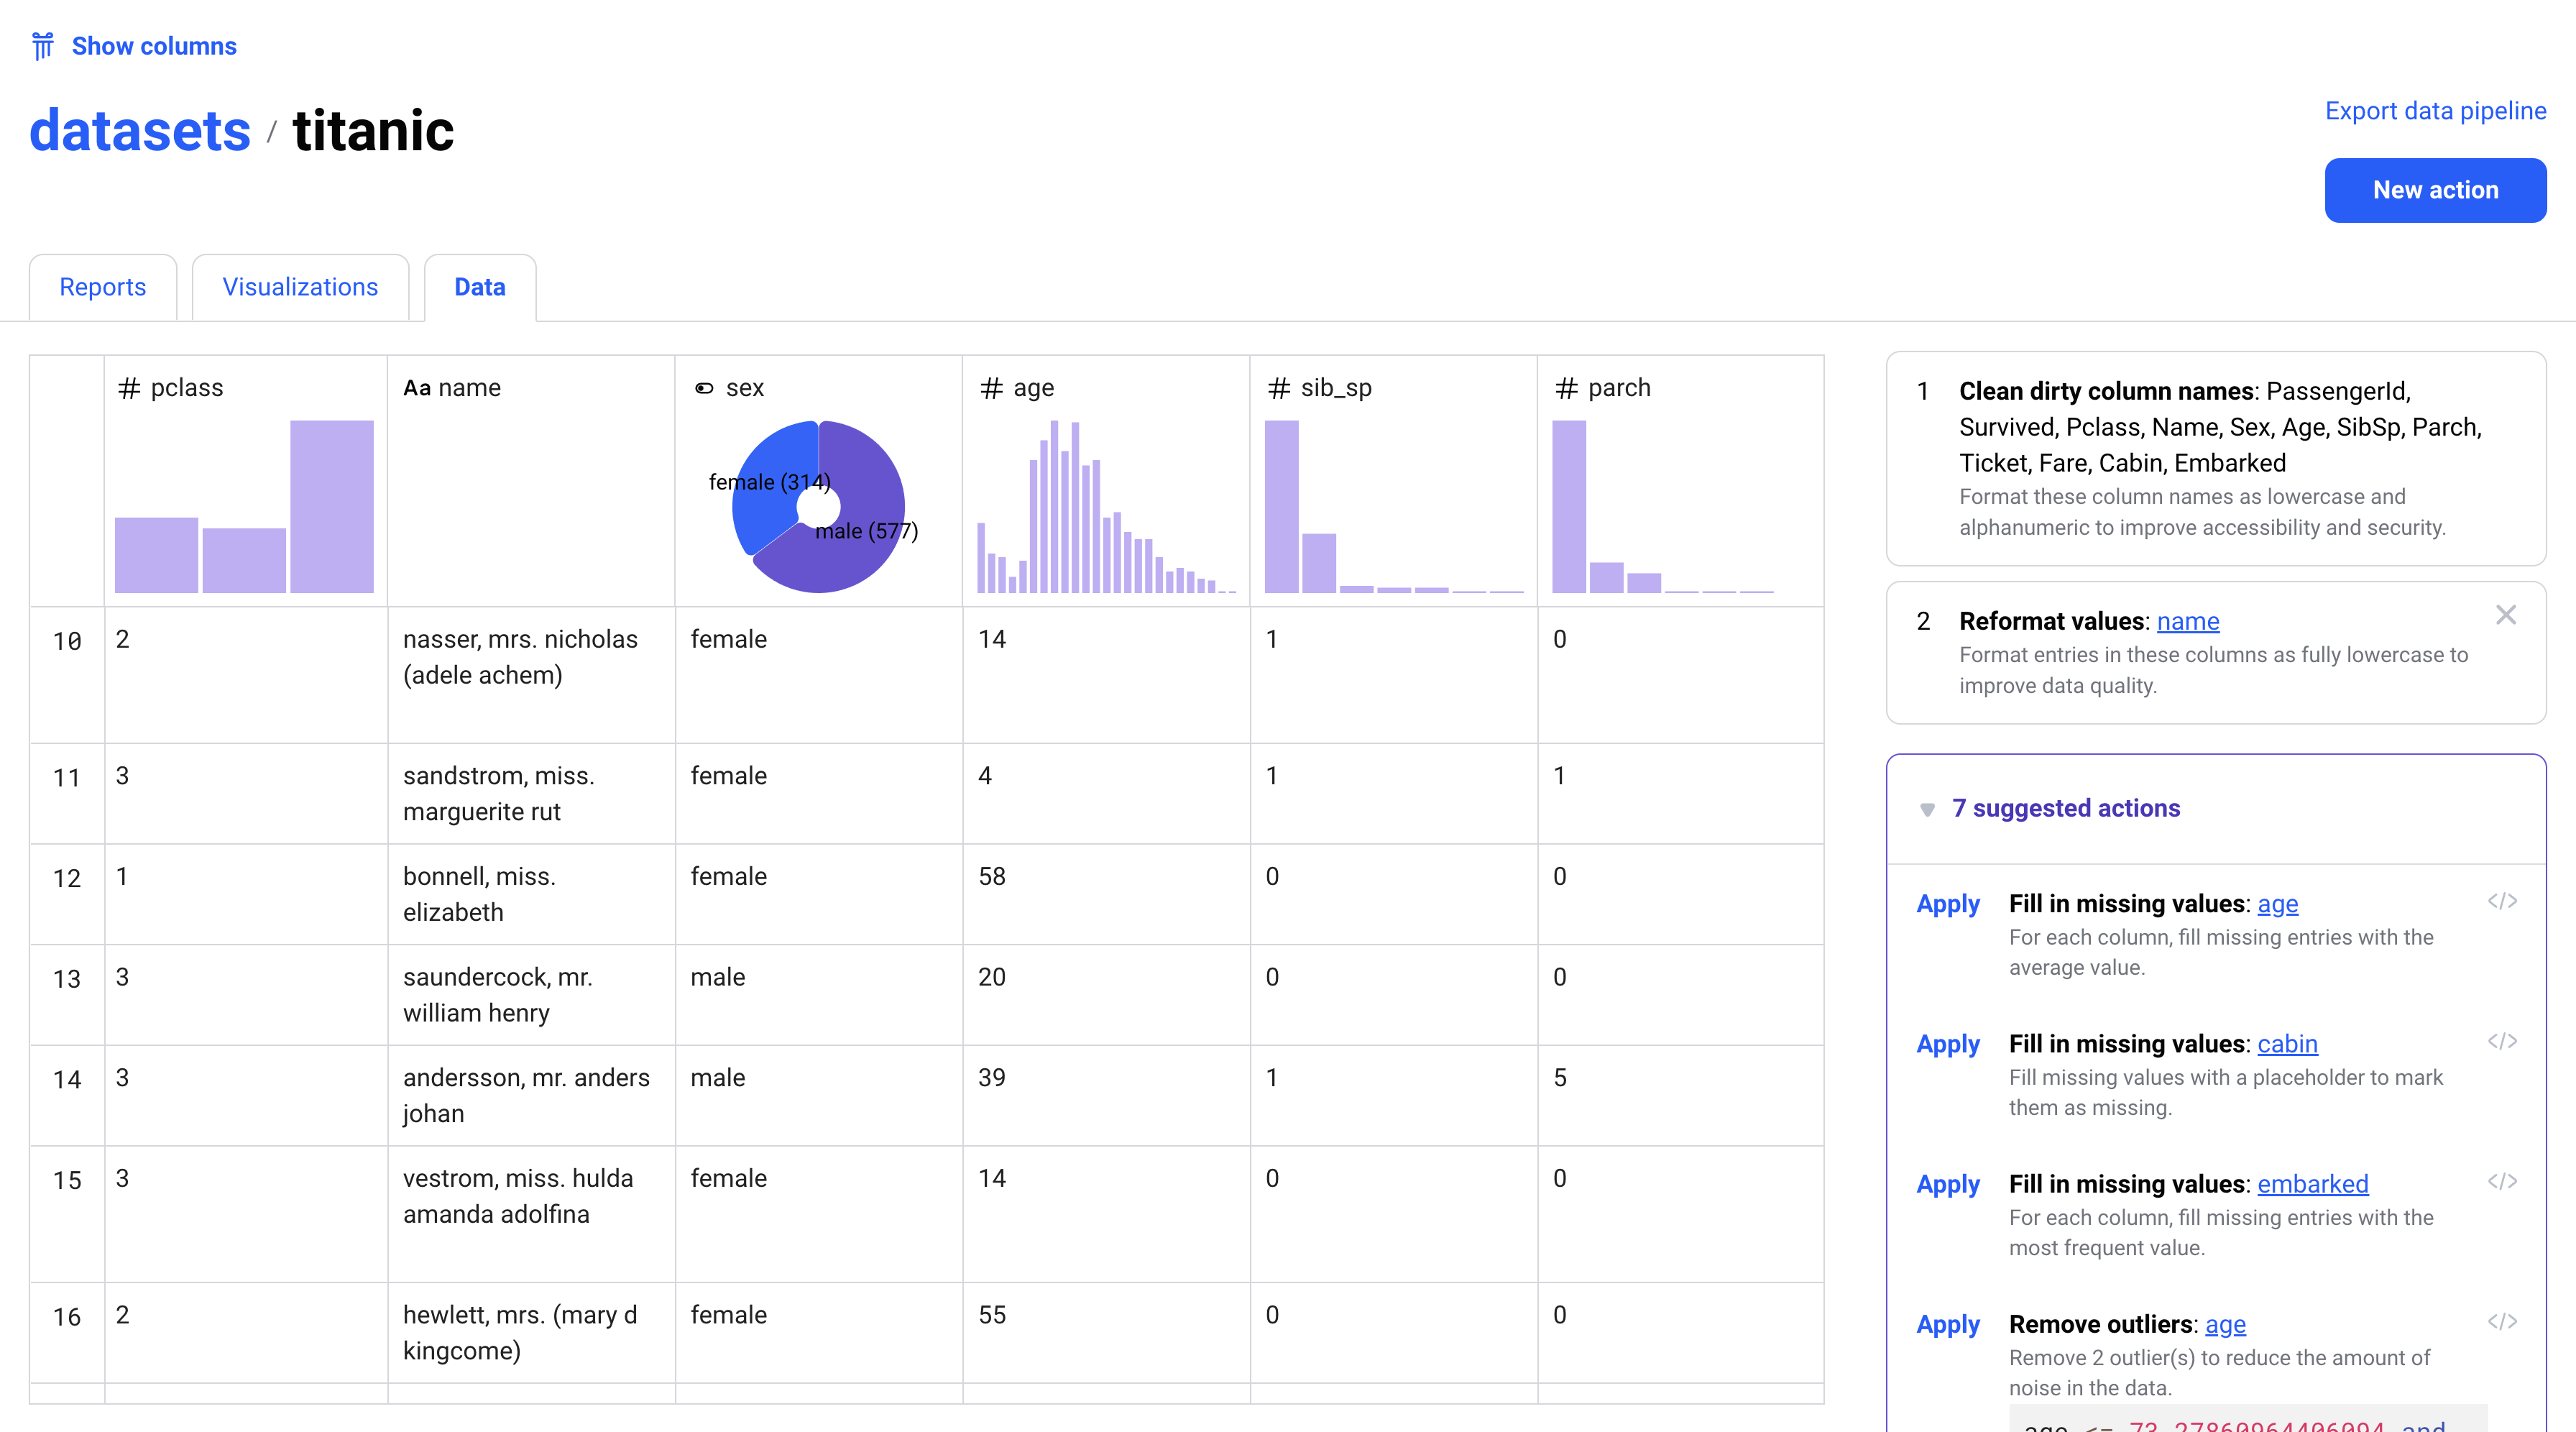 Show columns
datasets / titanic
Export data pipeline
New action
Reports
Visualizations
Data
# pclass
Aa name
sex
# age
# sib_sp
# parch
female (314)
male (577)
10 2 nasser, mrs. nicholas female 14 1 0
(adele achem)
11 3 sandstrom, miss. female 4 1 1
marguerite rut
12 1 bonnell, miss. female 58 0 0
elizabeth
13 3 saundercock, mr. male 20 0 0
william henry
14 3 andersson, mr. anders male 39 1 5
johan
15 3 vestrom, miss. hulda female 14 0 0
amanda adolfina
16 2 hewlett, mrs. (mary d female 55 0 0
kingcome)
1 Clean dirty column names: PassengerId,
Survived, Pclass, Name, Sex, Age, SibSp, Parch,
Ticket, Fare, Cabin, Embarked
Format these column names as lowercase and
alphanumeric to improve accessibility and security.
2 Reformat values: name
Format entries in these columns as fully lowercase to
improve data quality.
7 suggested actions
Apply Fill in missing values: age </>
For each column, fill missing entries with the
average value.
Apply Fill in missing values: cabin </>
Fill missing values with a placeholder to mark
them as missing.
Apply Fill in missing values: embarked </>
For each column, fill missing entries with the
most frequent value.
Apply Remove outliers: age </>
Remove 2 outlier(s) to reduce the amount of
noise in the data.
age <= 73.27860964406094 and